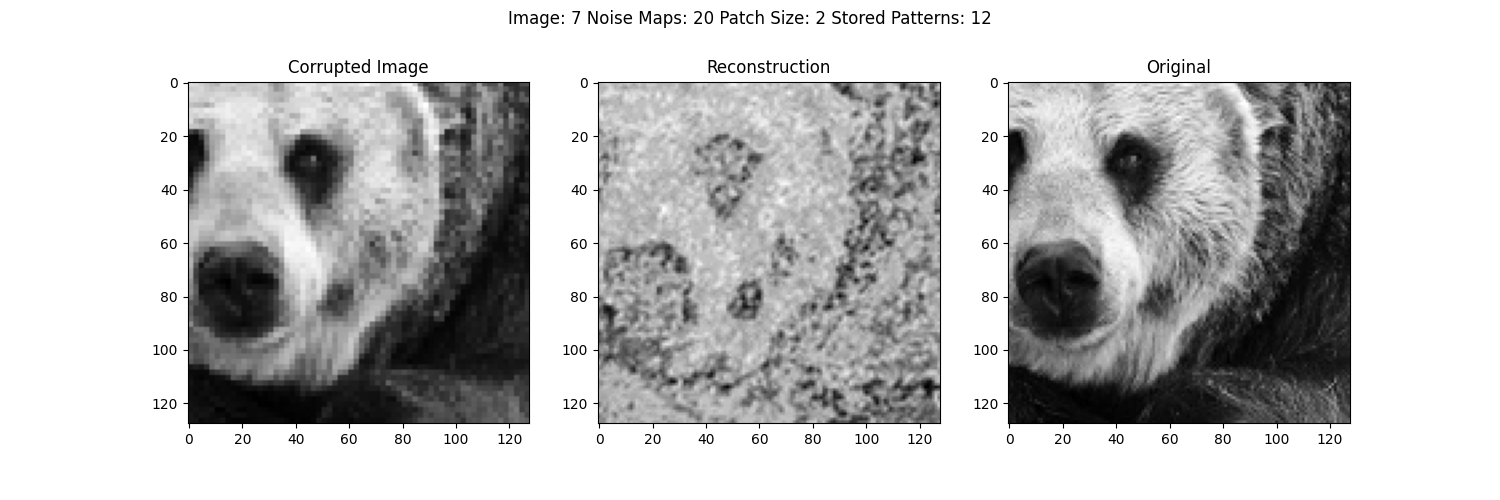 Image: 7 Noise Maps: 20 Patch Size: 2 Stored Patterns: 12
Corrupted Image Reconstruction Original
0 0 0
20 20 20
40 40 40
60 60 60
80 80 80
100 100 100
120 120 120
0 20 40 60 80 100 120 0 20 40 60 80 100 120 0 20 40 60 80 100 120